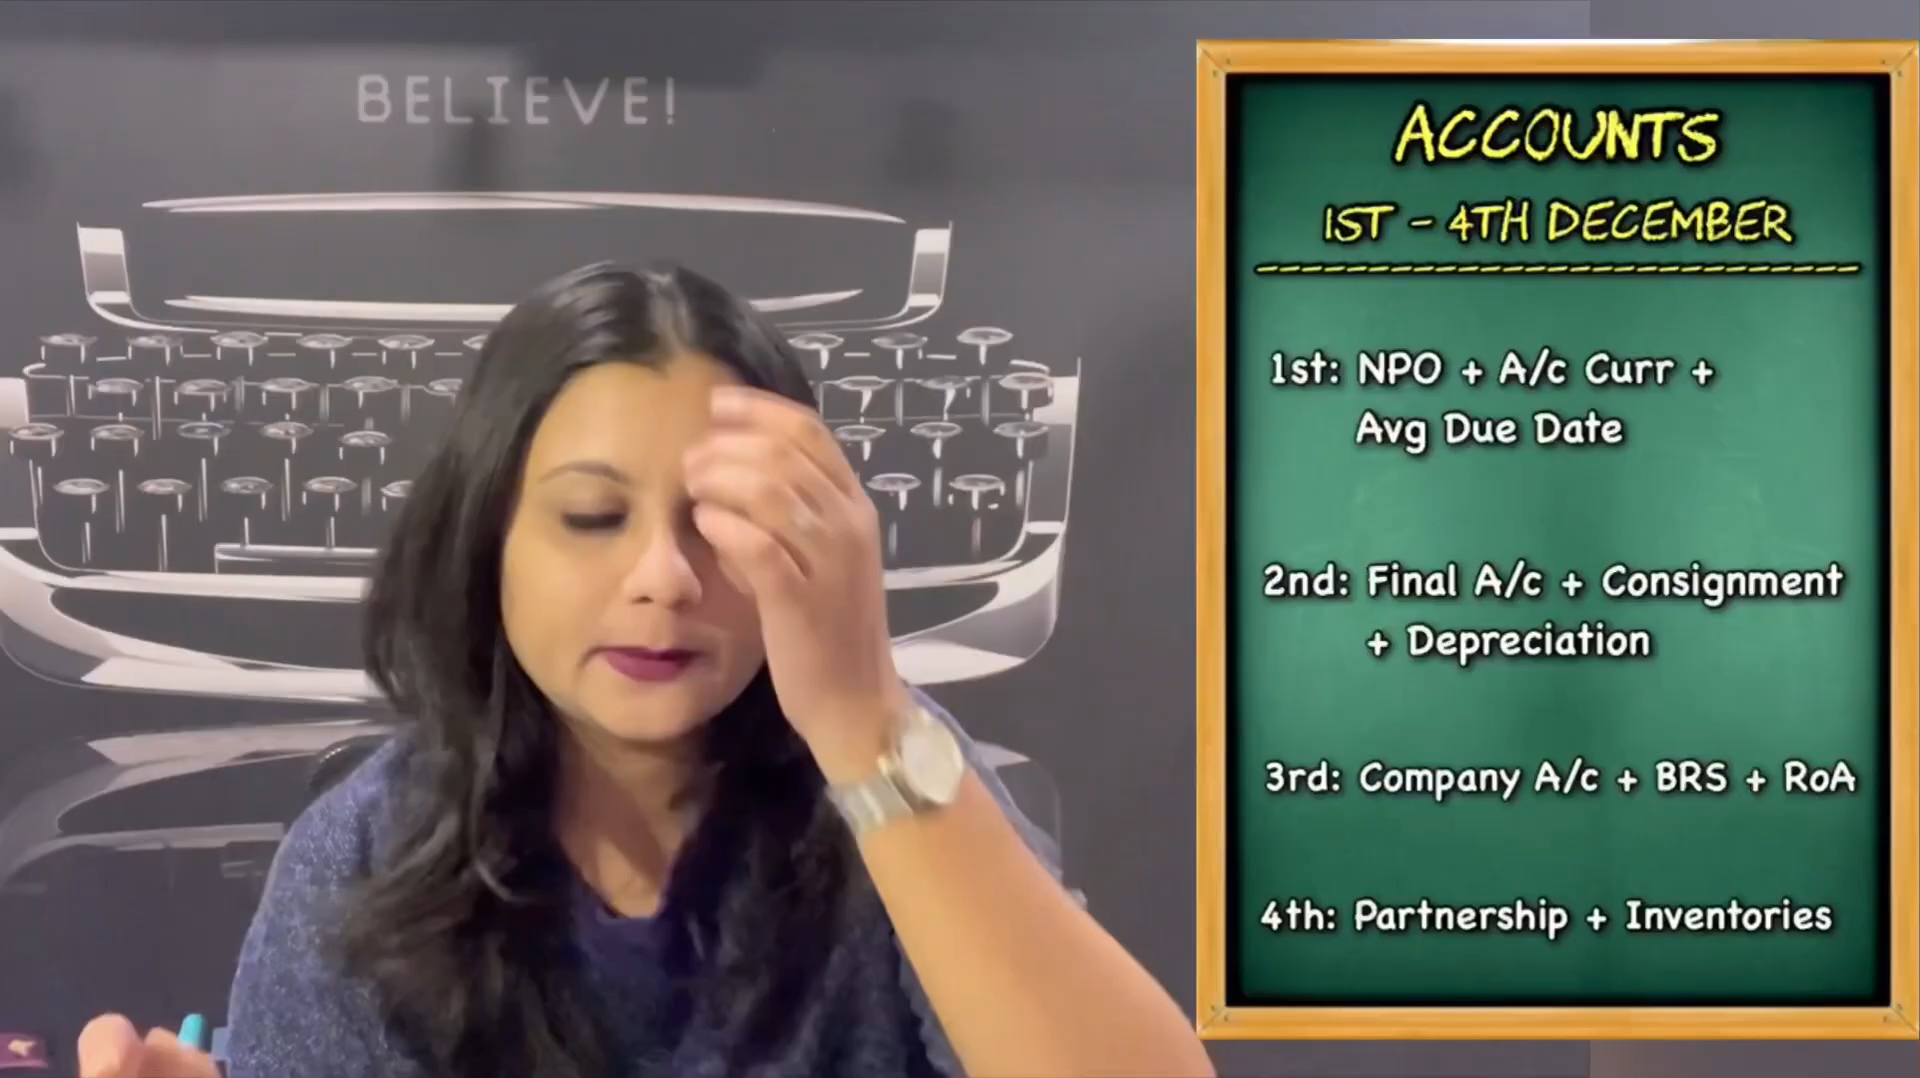 BELIEVE!
ACCOUNTS
1ST - 4TH DECEMBER
1st: NPO + A/c Curr +
Avg Due Date
2nd: Final A/c + Consignment
+ Depreciation
3rd: Company A/c + BRS + RoA
4th: Partnership + Inventories